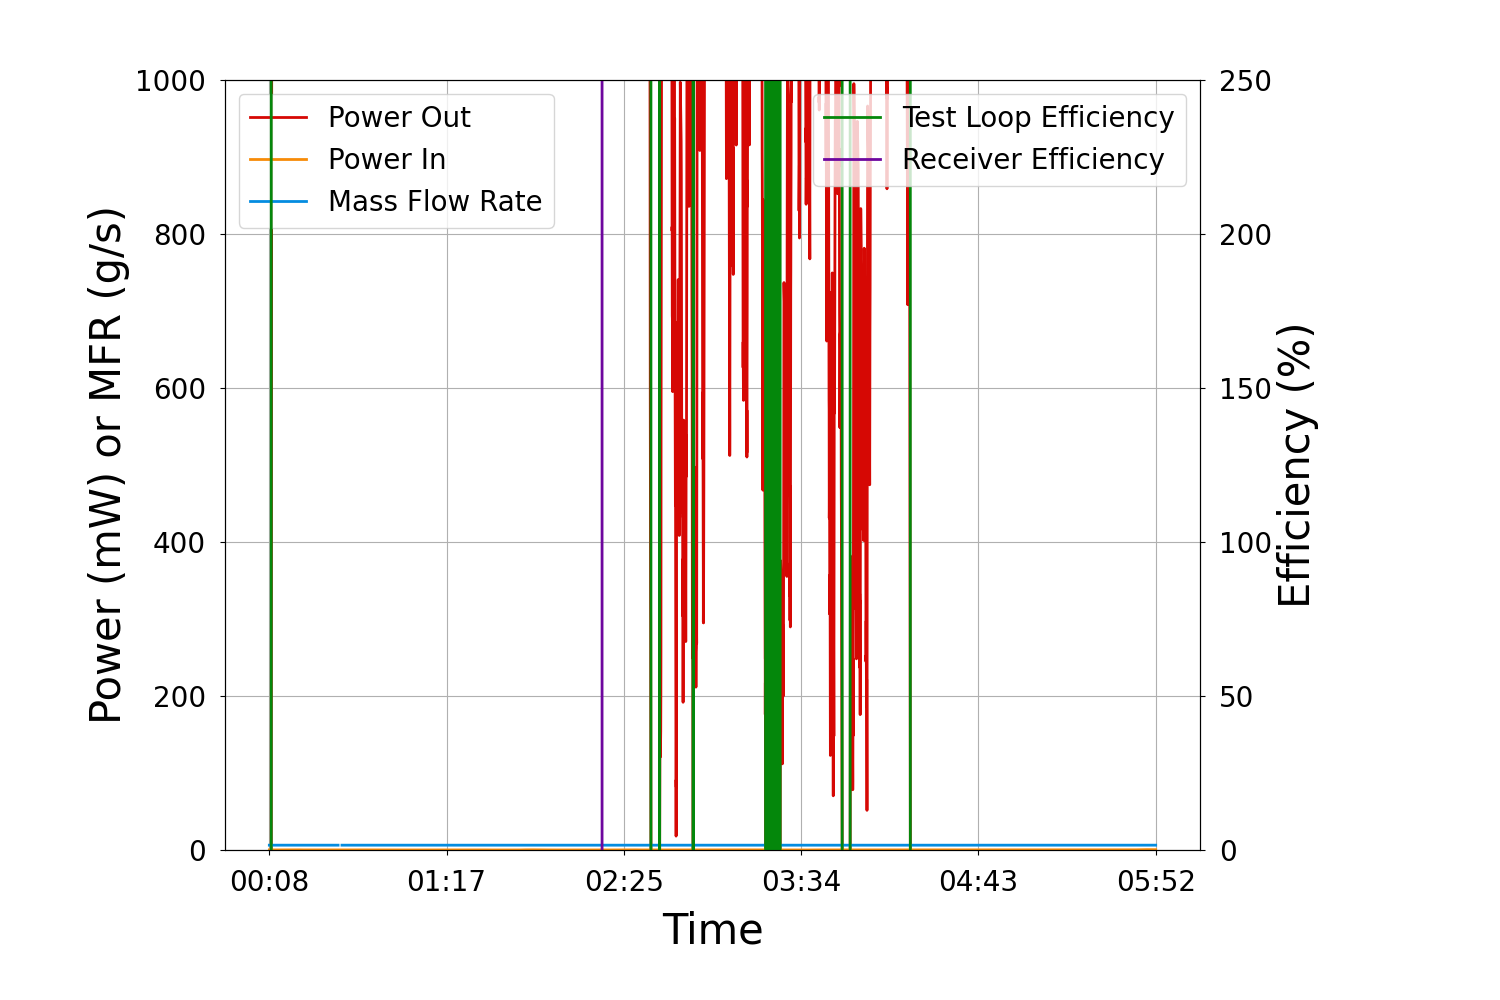 1000
800
600
400
200
0
Power (mW) or MFR (g/s)
Power Out
Power In
Mass Flow Rate
Test Loop Efficiency
Receiver Efficiency
250
200
150
100
50
0
Efficiency (%)
00:08 01:17 02:25 03:34 04:43 05:52
Time